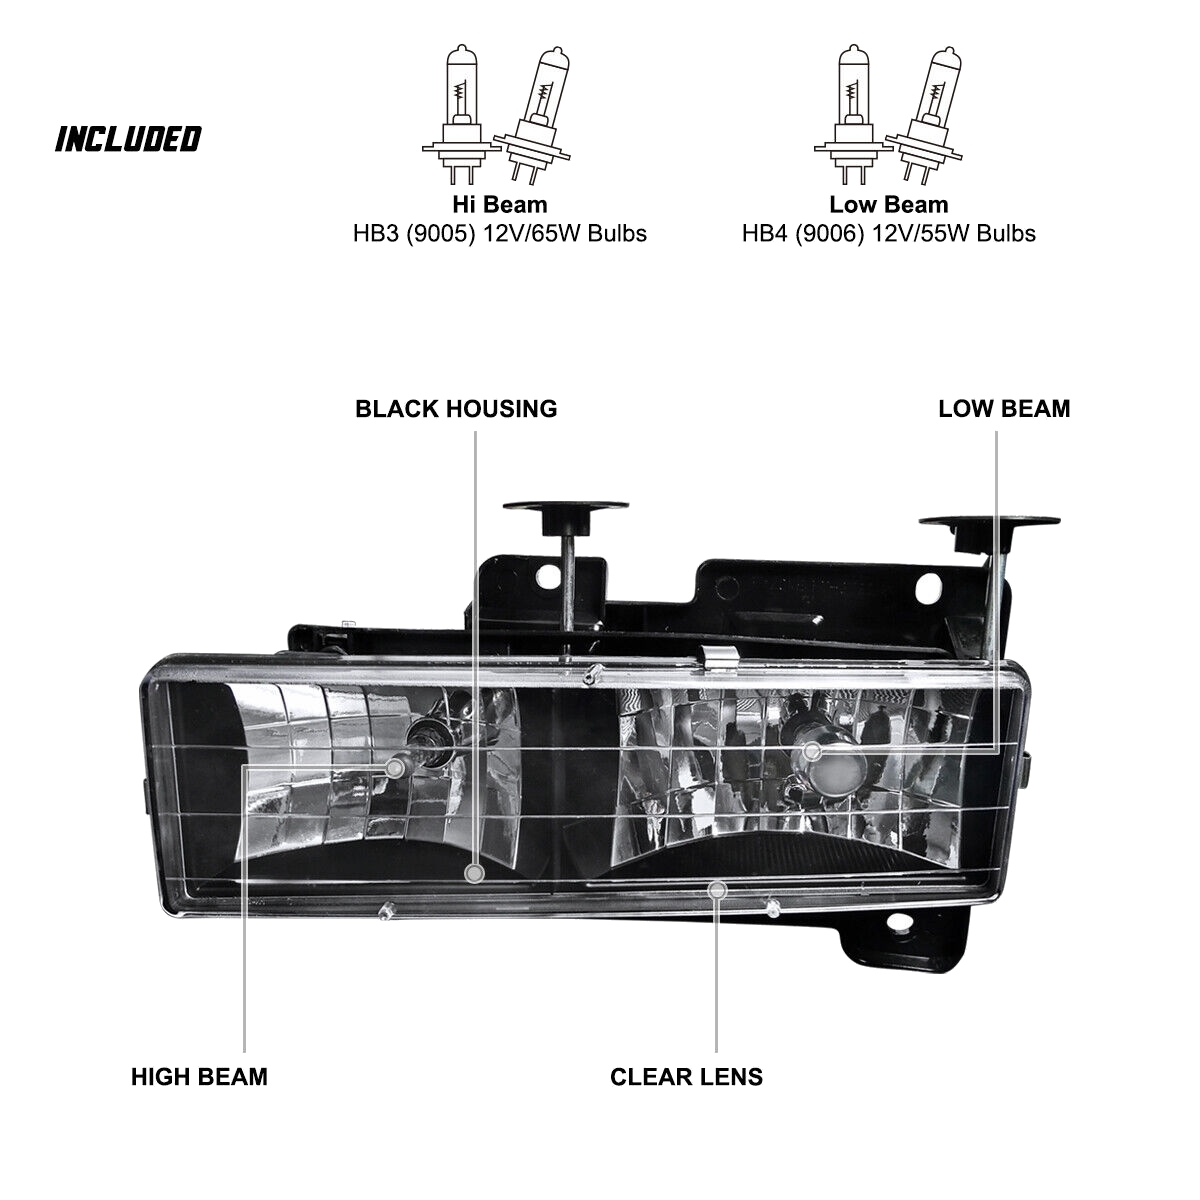 INCLUDED
Hi Beam
HB3 (9005) 12V/65W Bulbs
Low Beam
HB4 (9006) 12V/55W Bulbs
BLACK HOUSING
LOW BEAM
HIGH BEAM
CLEAR LENS